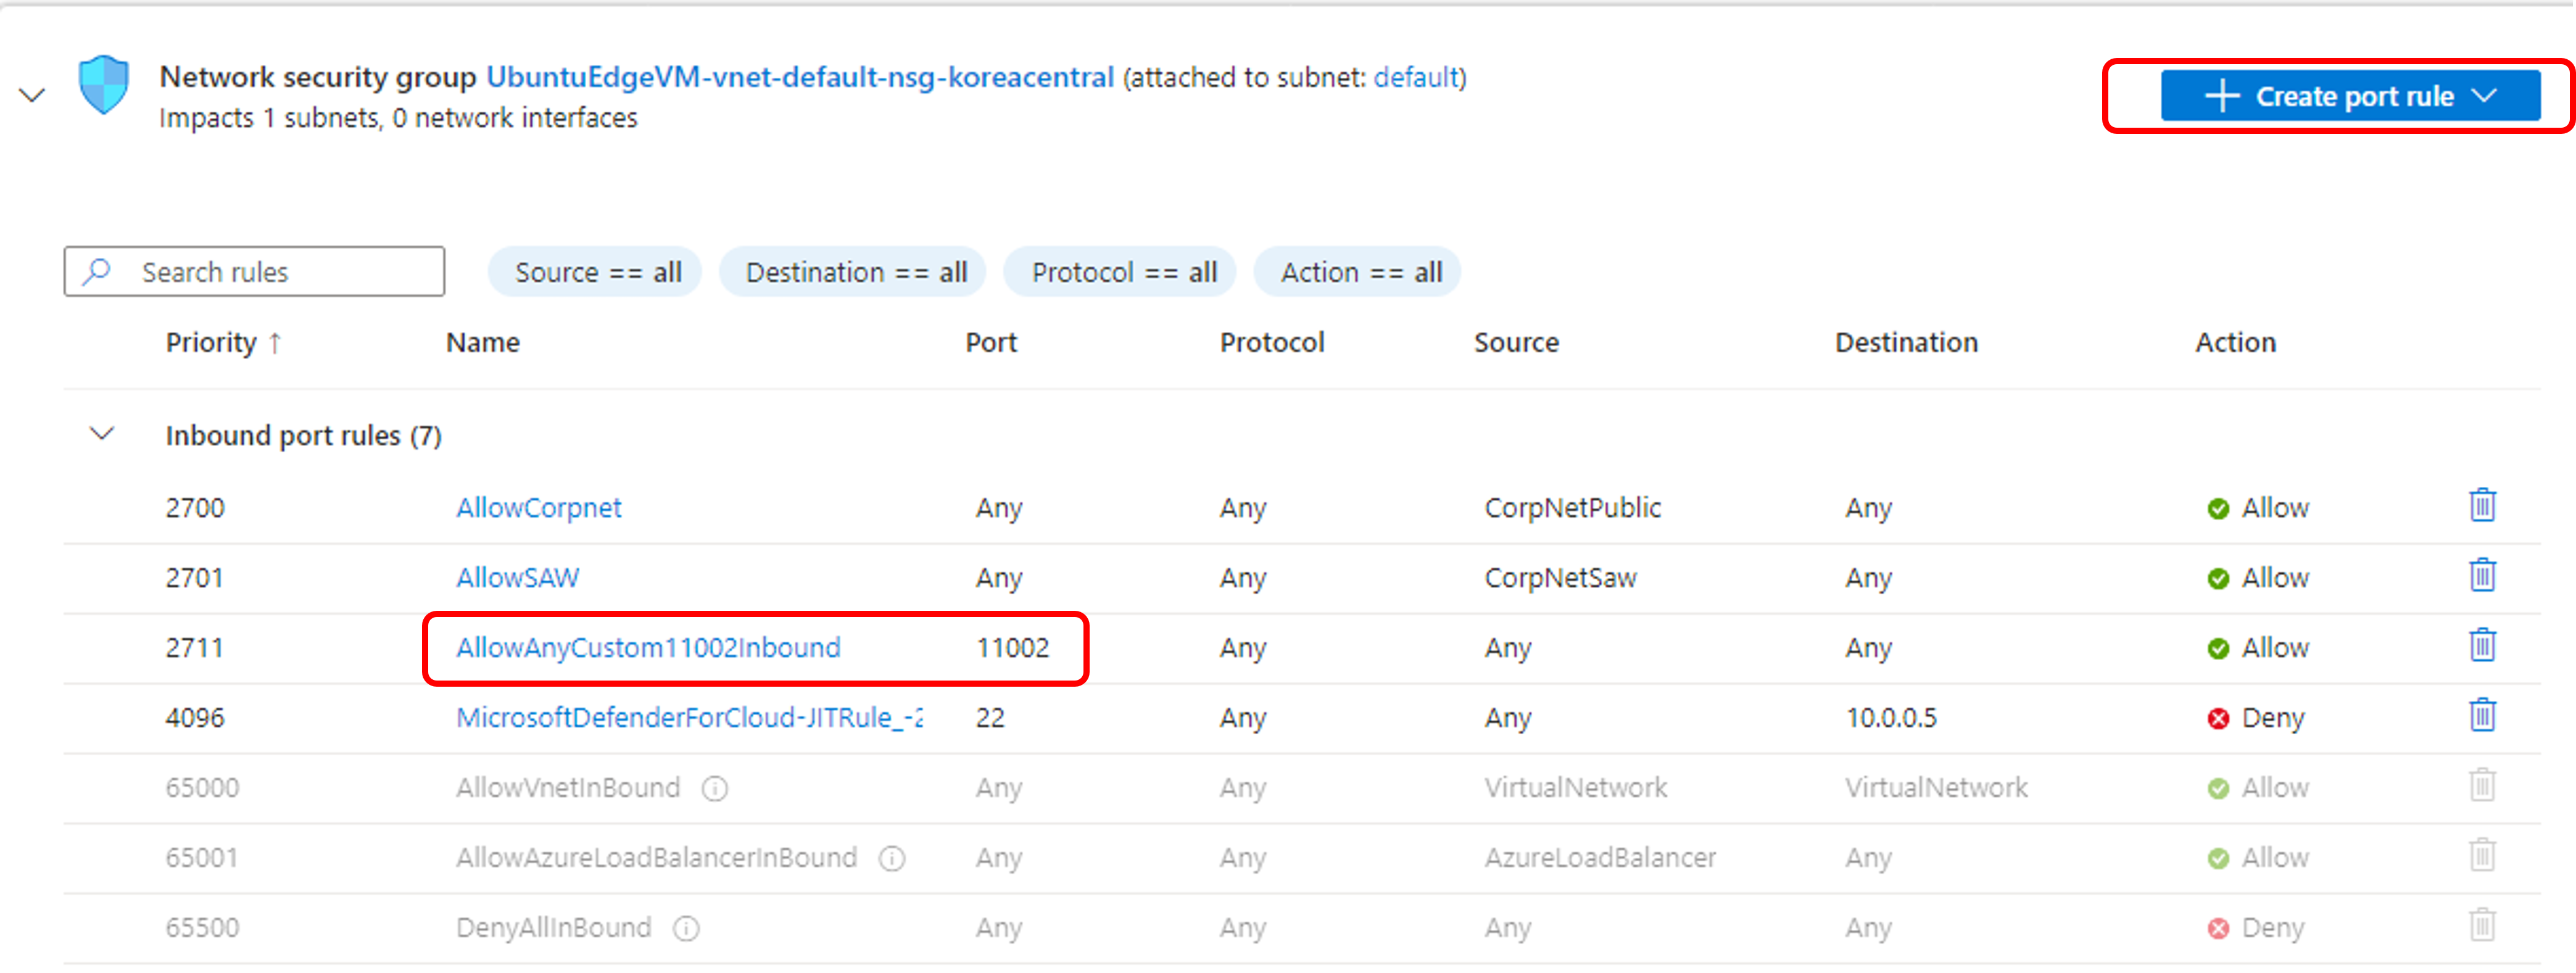 Network security group UbuntuEdgeVM-vnet-default-nsg-koreacentral (attached to subnet: default)
Impacts 1 subnets, 0 network interfaces
Create port rule
Search rules
Source == all Destination == all Protocol == all Action == all
Priority ↑ Name Port Protocol Source Destination Action
Inbound port rules (7)
2700 AllowCorpnet Any Any CorpNetPublic Any Allow
2701 AllowSAW Any Any CorpNetSaw Any Allow
2711 AllowAnyCustom11002Inbound 11002 Any Any Any Allow
4096 MicrosoftDefenderForCloud-JITRule_-2 22 Any Any 10.0.0.5 Deny
65000 AllowVnetInBound Any Any VirtualNetwork VirtualNetwork Allow
65001 AllowAzureLoadBalancerInBound Any Any AzureLoadBalancer Any Allow
65500 DenyAllInBound Any Any Any Any Deny